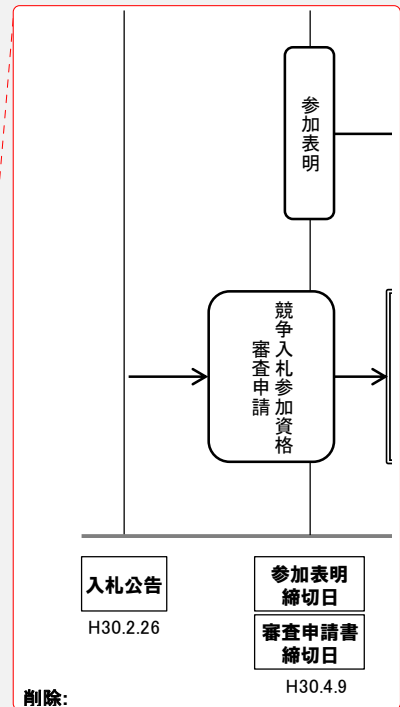 参加表明
競争入札参加資格
審査申請
入札公告
H30.2.26
参加表明
締切日
審査申請書
締切日
H30.4.9
削除: